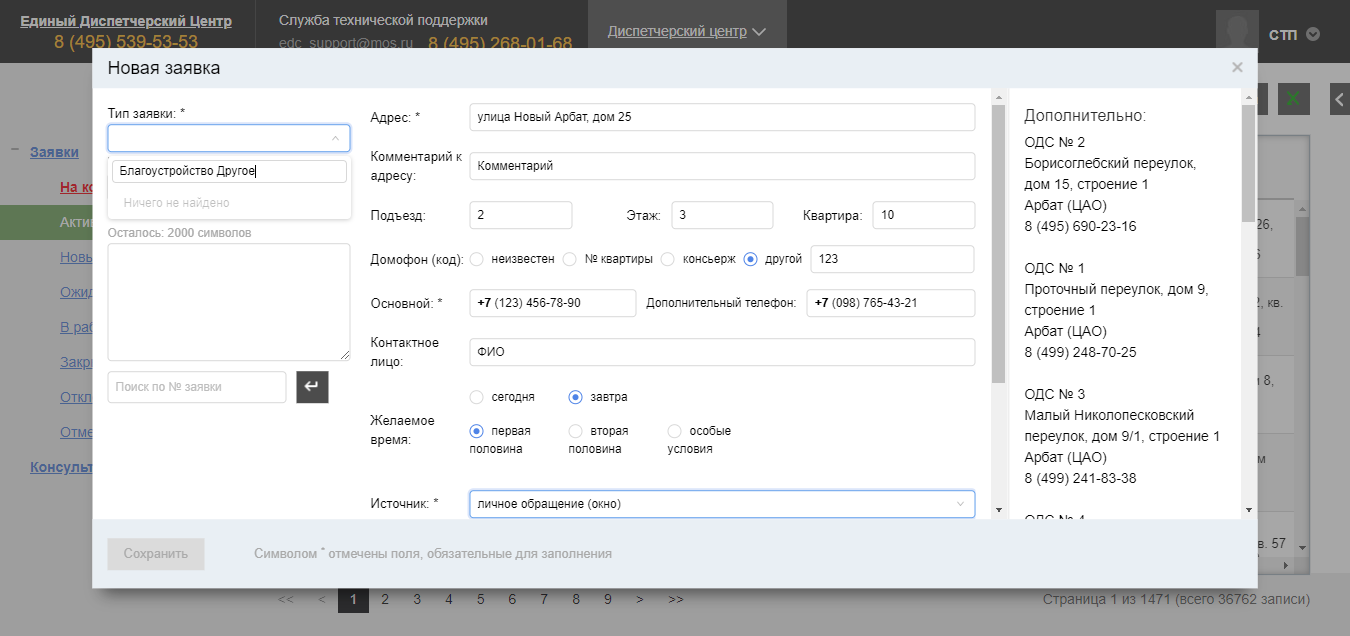 Единый Диспетчерский Центр
8 (495) 539-53-53
Служба технической поддержки
edc_support@mos.ru 8 (495) 268-01-68
Диспетчерский центр
СТП
Новая заявка
×
Заявки
На ко
Акти
Новы
Ожид
В раб
Закр
Откл
Отме
Консульт
Тип заявки: *
Благоустройство Другое
Ничего не найдено
Осталось: 2000 символов
Поиск по № заявки
Адрес: * улица Новый Арбат, дом 25
Комментарий к адресу: Комментарий
Подъезд: 2 Этаж: 3 Квартира: 10
Домофон (код): неизвестен № квартиры консьерж другой 123
Основной: * +7 (123) 456-78-90 Дополнительный телефон: +7 (098) 765-43-21
Контактное лицо: ФИО
сегодня завтра
Желаемое время: первая половина вторая половина особые условия
Источник: * личное обращение (окно)
Дополнительно:
ОДС № 2
Борисоглебский переулок,
дом 15, строение 1
Арбат (ЦАО)
8 (495) 690-23-16
ОДС № 1
Проточный переулок, дом 9,
строение 1
Арбат (ЦАО)
8 (499) 248-70-25
ОДС № 3
Малый Николопесковский
переулок, дом 9/1, строение 1
Арбат (ЦАО)
8 (499) 241-83-38
26,
, кв.
8,
м
в. 57
Сохранить
Символом * отмечены поля, обязательные для заполнения
<< < 1 2 3 4 5 6 7 8 9 > >>
Страница 1 из 1471 (всего 36762 записи)